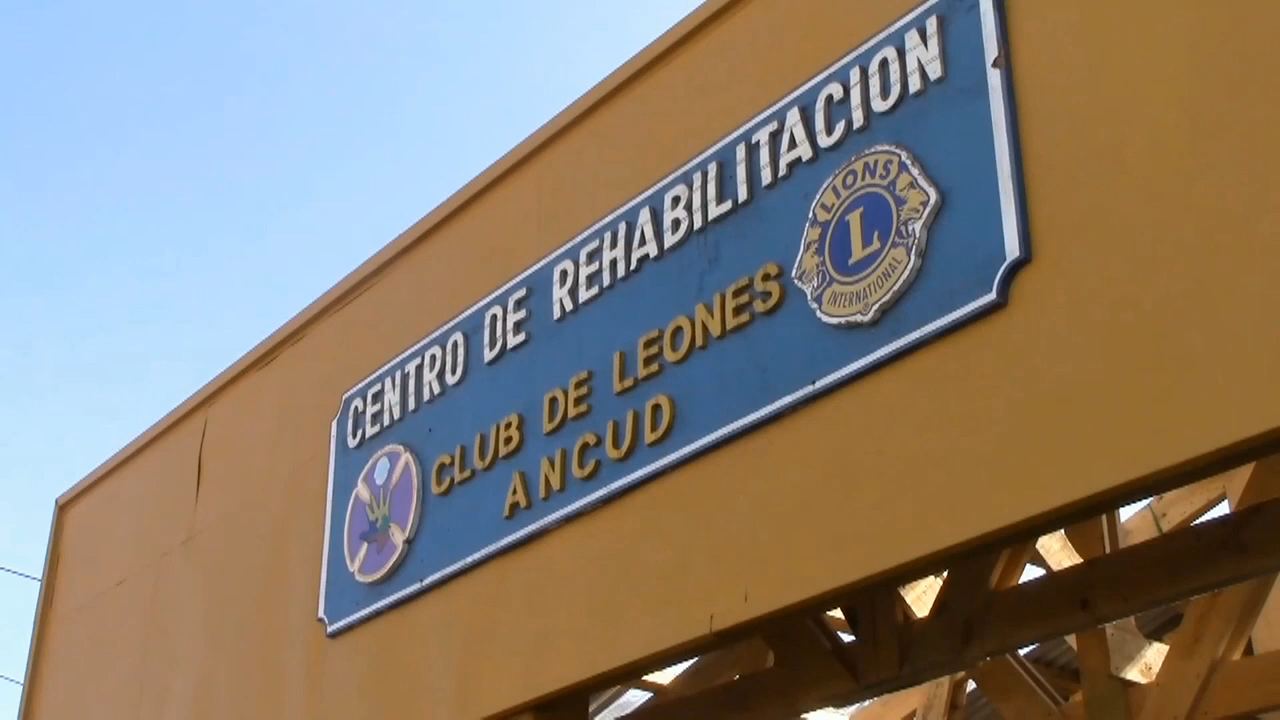 CENTRO DE REHABILITACION
CLUB DE LEONES
ANCUD
LIONS
L
INTERNATIONAL
®